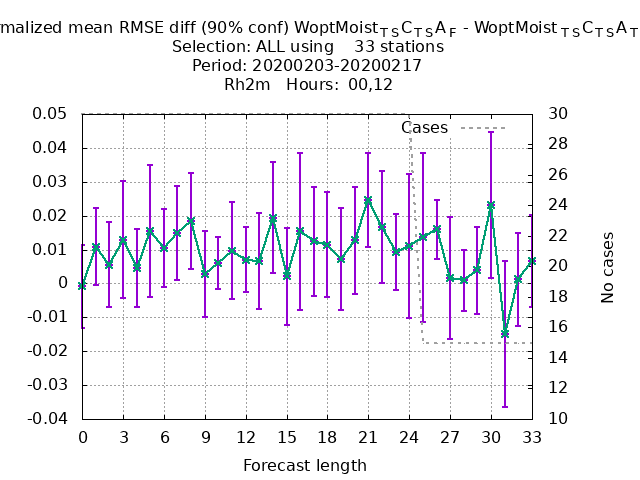 rmalized mean RMSE diff (90% conf) WoptMoist_TSC_TSA_F - WoptMoist_TSC_TSA_T
Selection: ALL using 33 stations
Period: 20200203-20200217
Rh2m Hours: 00,12
Cases
0.05
0.04
0.03
0.02
0.01
0
-0.01
-0.02
-0.03
-0.04
30
28
26
24
22
20
18
16
14
12
10
No cases
0 3 6 9 12 15 18 21 24 27 30 33
Forecast length